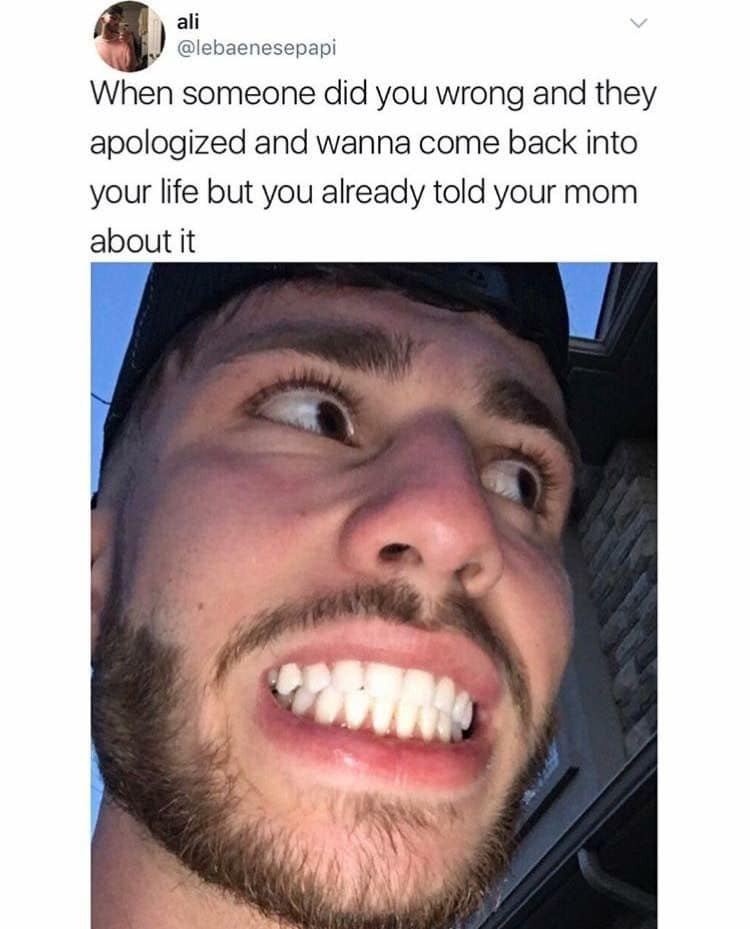 ali
@lebaenesepapi
When someone did you wrong and they
apologized and wanna come back into
your life but you already told your mom
about it